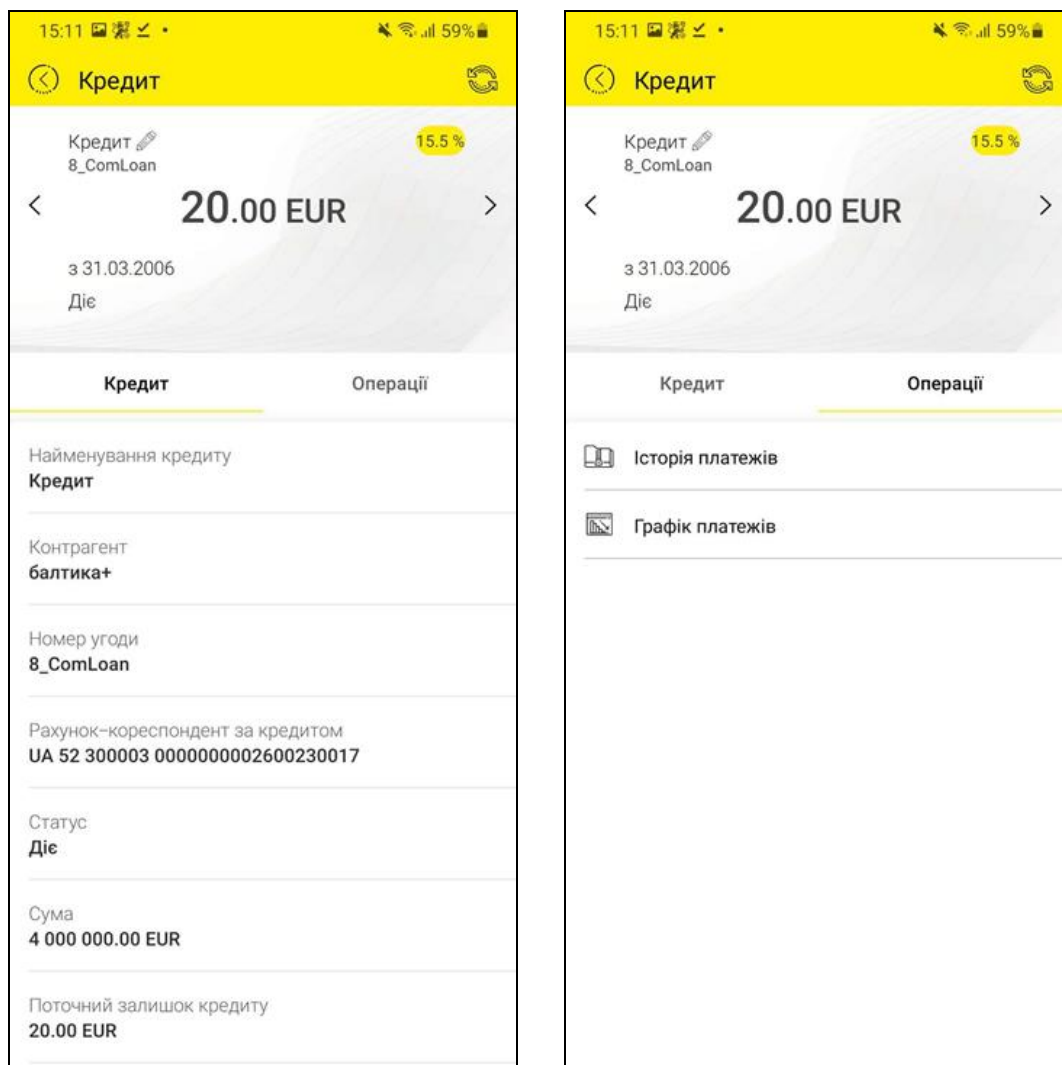 15:11
59%
Кредит
Кредит
8_ComLoan
15.5 %
20.00 EUR
з 31.03.2006
Діє
Кредит
Операції
Найменування кредиту
Кредит
Контрагент
балтика+
Номер угоди
8_ComLoan
Рахунок-кореспондент за кредитом
UA 52 300003 0000000002600230017
Статус
Діє
Сума
4 000 000.00 EUR
Поточний залишок кредиту
20.00 EUR
15:11
59%
Кредит
Кредит
8_ComLoan
15.5 %
20.00 EUR
з 31.03.2006
Діє
Кредит
Операції
Історія платежів
Графік платежів